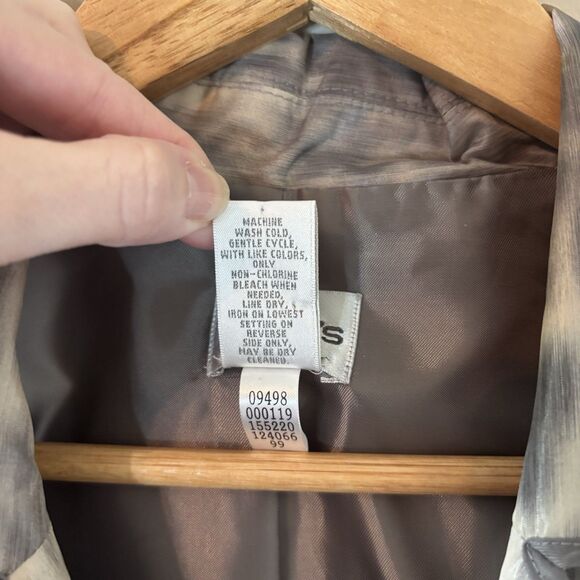 MACHINE
WASH COLD,
GENTLE CYCLE,
WITH LIKE COLORS,
ONLY
NON-CHLORINE
BLEACH WHEN
NEEDED,
LINE DRY,
IRON ON LOWEST
SETTING ON
REVERSE
SIDE ONLY,
MAY BE DRY
CLEANED.
's
09498
000119
155220
124066
99